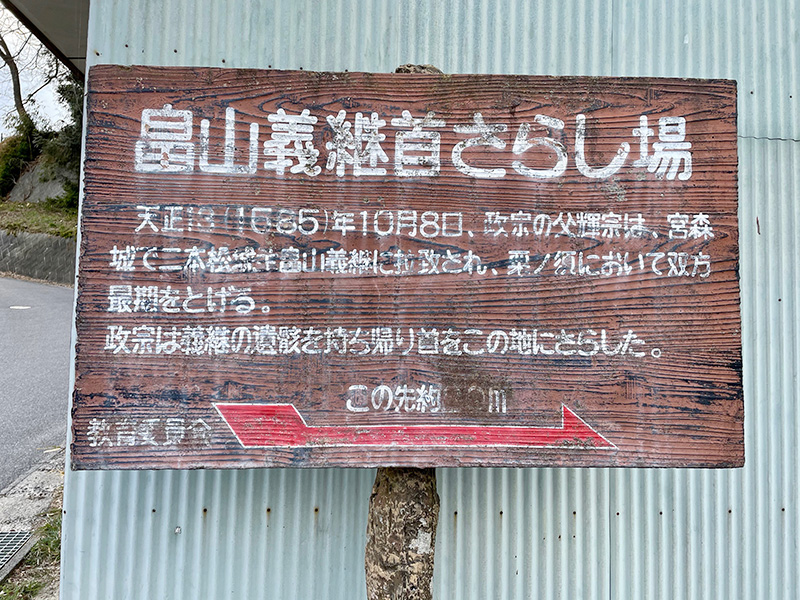 畠山義継首さらし場
天正13(1585)年10月8日、政宗の父輝宗は、宮森
城で二本松城主畠山義継に拉致され、粟ノ須において双方
最期をとげる。
政宗は義継の遺骸を持ち帰り首をこの地にさらした。
この先約 m
教育委員会